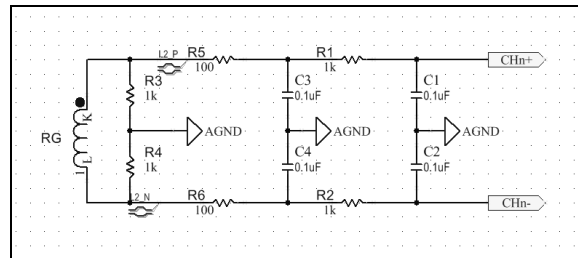 L2_P
R5
100
R1
1k
CHn+
R3
1k
C3
0.1uF
C1
0.1uF
RG
K
L
1
AGND
AGND
AGND
R4
1k
C4
0.1uF
C2
0.1uF
L2_N
R6
100
R2
1k
CHn-